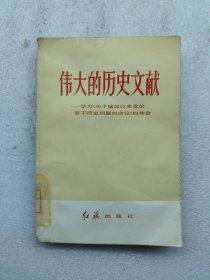 伟大的历史文献
——学习《关于建国以来党的
若干历史问题的决议》的体会
红旗出版社